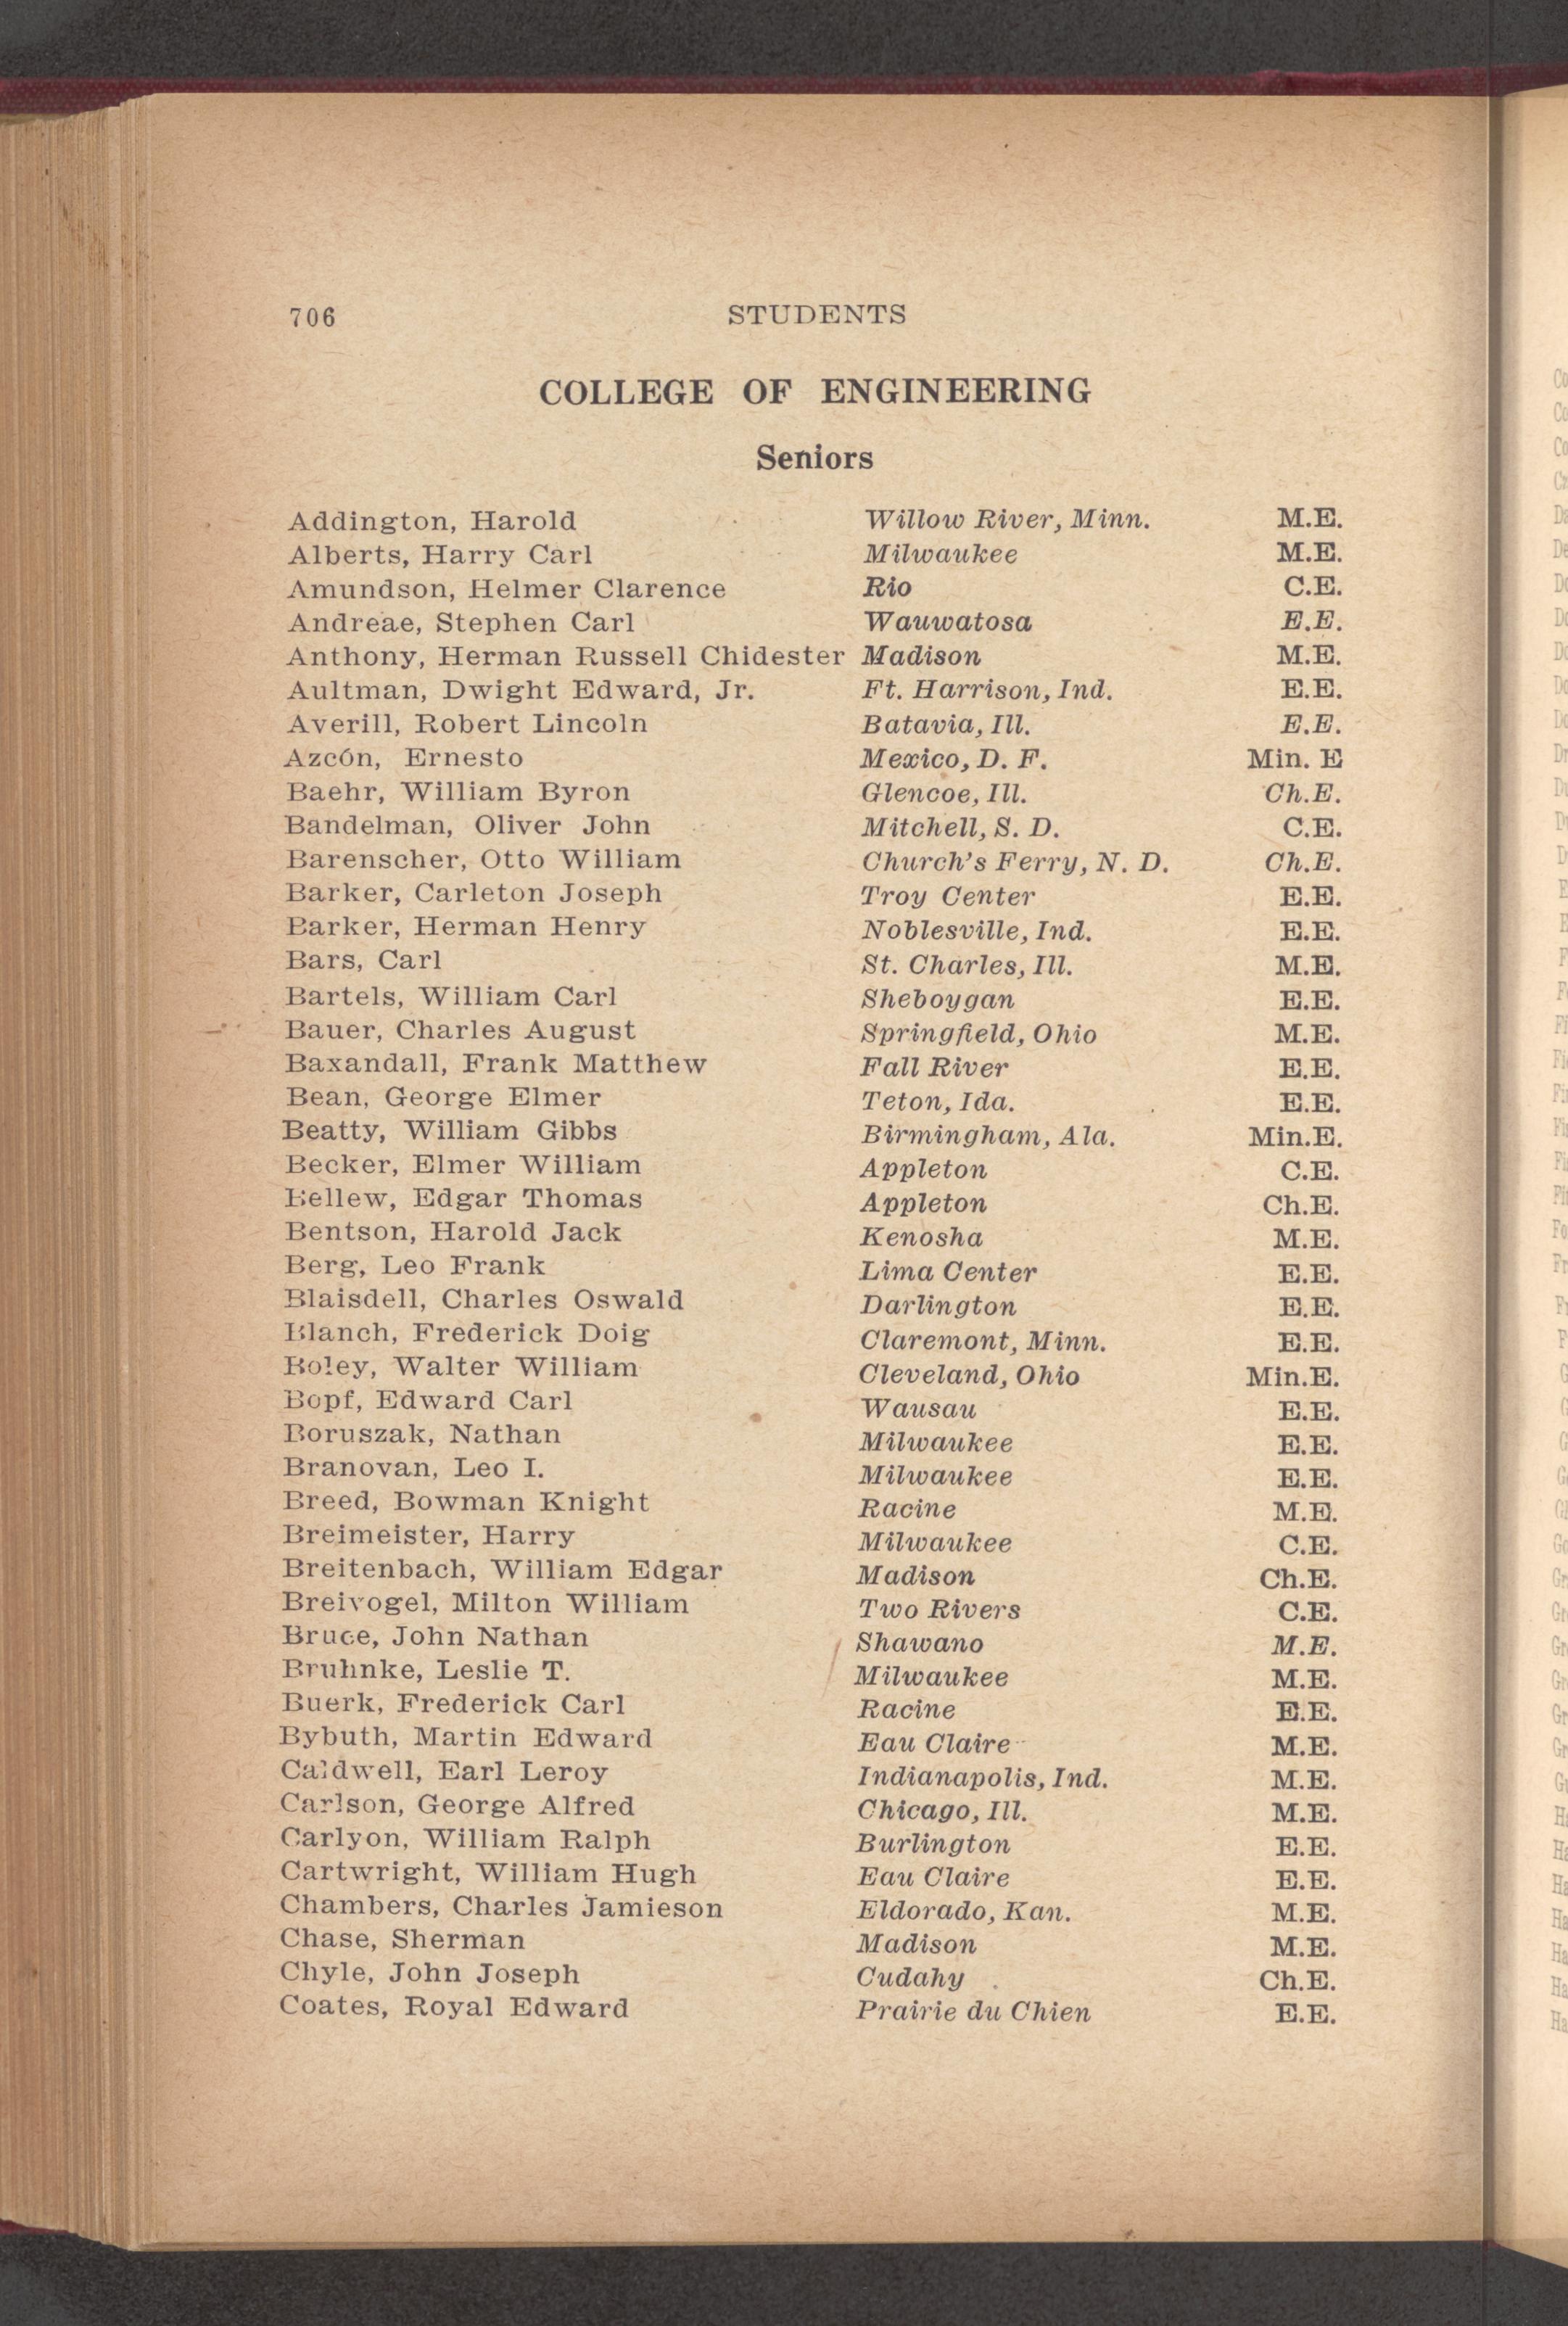 706 STUDENTS
COLLEGE OF ENGINEERING
Seniors
Addington, Harold Willow River, Minn. M.E.
Alberts, Harry Carl Milwaukee M.E.
Amundson, Helmer Clarence Rio C.E.
Andreae, Stephen Carl Wauwatosa E.E.
Anthony, Herman Russell Chidester Madison M.E.
Aultman, Dwight Edward, Jr. Ft. Harrison, Ind. E.E.
Averill, Robert Lincoln Batavia, Ill. E.E.
Azcón, Ernesto Mexico, D. F. Min. E
Baehr, William Byron Glencoe, Ill. Ch.E.
Bandelman, Oliver John Mitchell, S. D. C.E.
Barenscher, Otto William Church's Ferry, N. D. Ch.E.
Barker, Carleton Joseph Troy Center E.E.
Barker, Herman Henry Noblesville, Ind. E.E.
Bars, Carl St. Charles, Ill. M.E.
Bartels, William Carl Sheboygan E.E.
Bauer, Charles August Springfield, Ohio M.E.
Baxandall, Frank Matthew Fall River E.E.
Bean, George Elmer Teton, Ida. E.E.
Beatty, William Gibbs Birmingham, Ala. Min.E.
Becker, Elmer William Appleton C.E.
Bellew, Edgar Thomas Appleton Ch.E.
Bentson, Harold Jack Kenosha M.E.
Berg, Leo Frank Lima Center E.E.
Blaisdell, Charles Oswald Darlington E.E.
Blanch, Frederick Doig Claremont, Minn. E.E.
Boley, Walter William Cleveland, Ohio Min.E.
Bopf, Edward Carl Wausau E.E.
Boruszak, Nathan Milwaukee E.E.
Branovan, Leo I. Milwaukee E.E.
Breed, Bowman Knight Racine M.E.
Breimeister, Harry Milwaukee C.E.
Breitenbach, William Edgar Madison Ch.E.
Breivogel, Milton William Two Rivers C.E.
Bruce, John Nathan Shawano M.E.
Bruhnke, Leslie T. Milwaukee M.E.
Buerk, Frederick Carl Racine E.E.
Bybuth, Martin Edward Eau Claire M.E.
Caldwell, Earl Leroy Indianapolis, Ind. M.E.
Carlson, George Alfred Chicago, Ill. M.E.
Carlyon, William Ralph Burlington E.E.
Cartwright, William Hugh Eau Claire E.E.
Chambers, Charles Jamieson Eldorado, Kan. M.E.
Chase, Sherman Madison M.E.
Chyle, John Joseph Cudahy Ch.E.
Coates, Royal Edward Prairie du Chien E.E.